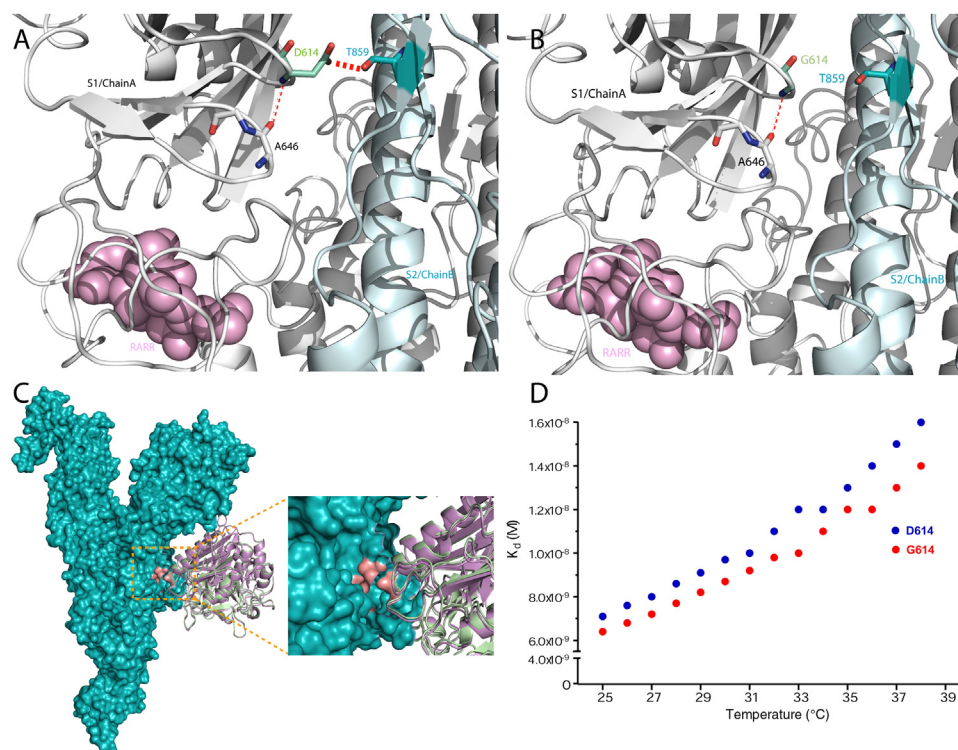 A
D614
T859
S1/ChainA
A646
S2/ChainB
RARR
B
G614
T859
S1/ChainA
A646
S2/ChainB
RARR
C
D
1.6x10⁻⁸
1.4x10⁻⁸
1.2x10⁻⁸
1.0x10⁻⁸
8.0x10⁻⁹
6.0x10⁻⁹
4.0x10⁻⁹
0
Kd (M)
D614
G614
25 27 29 31 33 35 37 39
Temperature (°C)